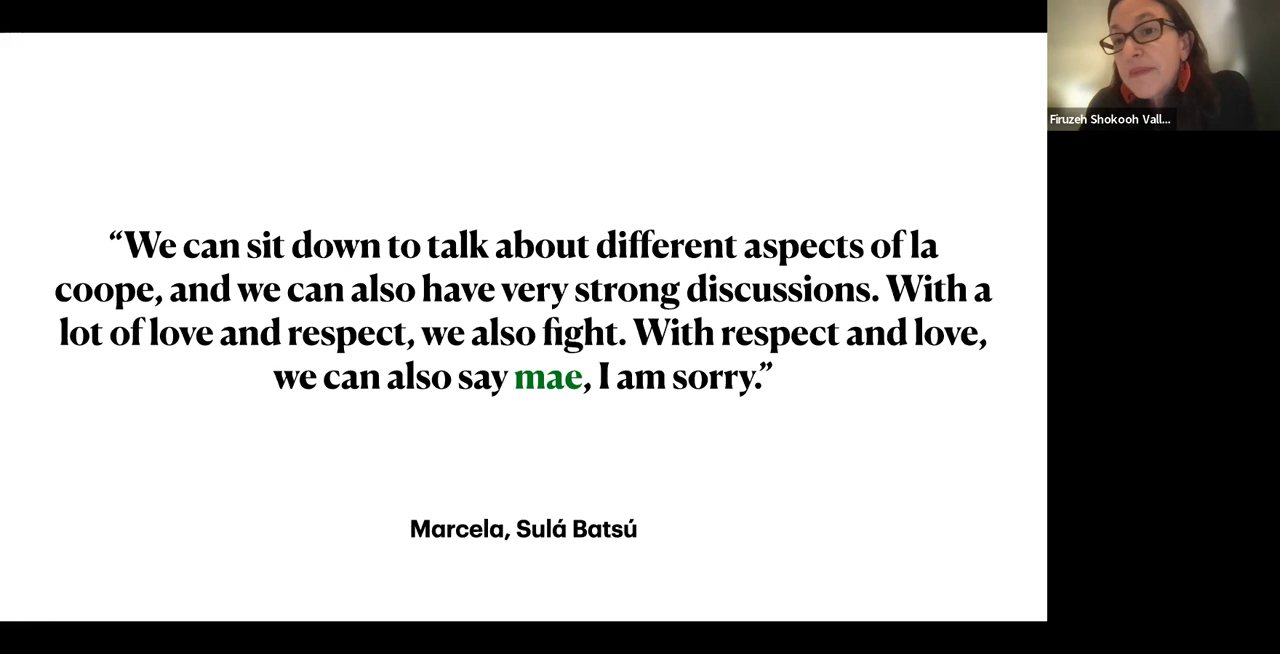 “We can sit down to talk about different aspects of la
coope, and we can also have very strong discussions. With a
lot of love and respect, we also fight. With respect and love,
we can also say mae, I am sorry.”
Marcela, Sulá Batsú
Firuzeh Shokooh Vall...